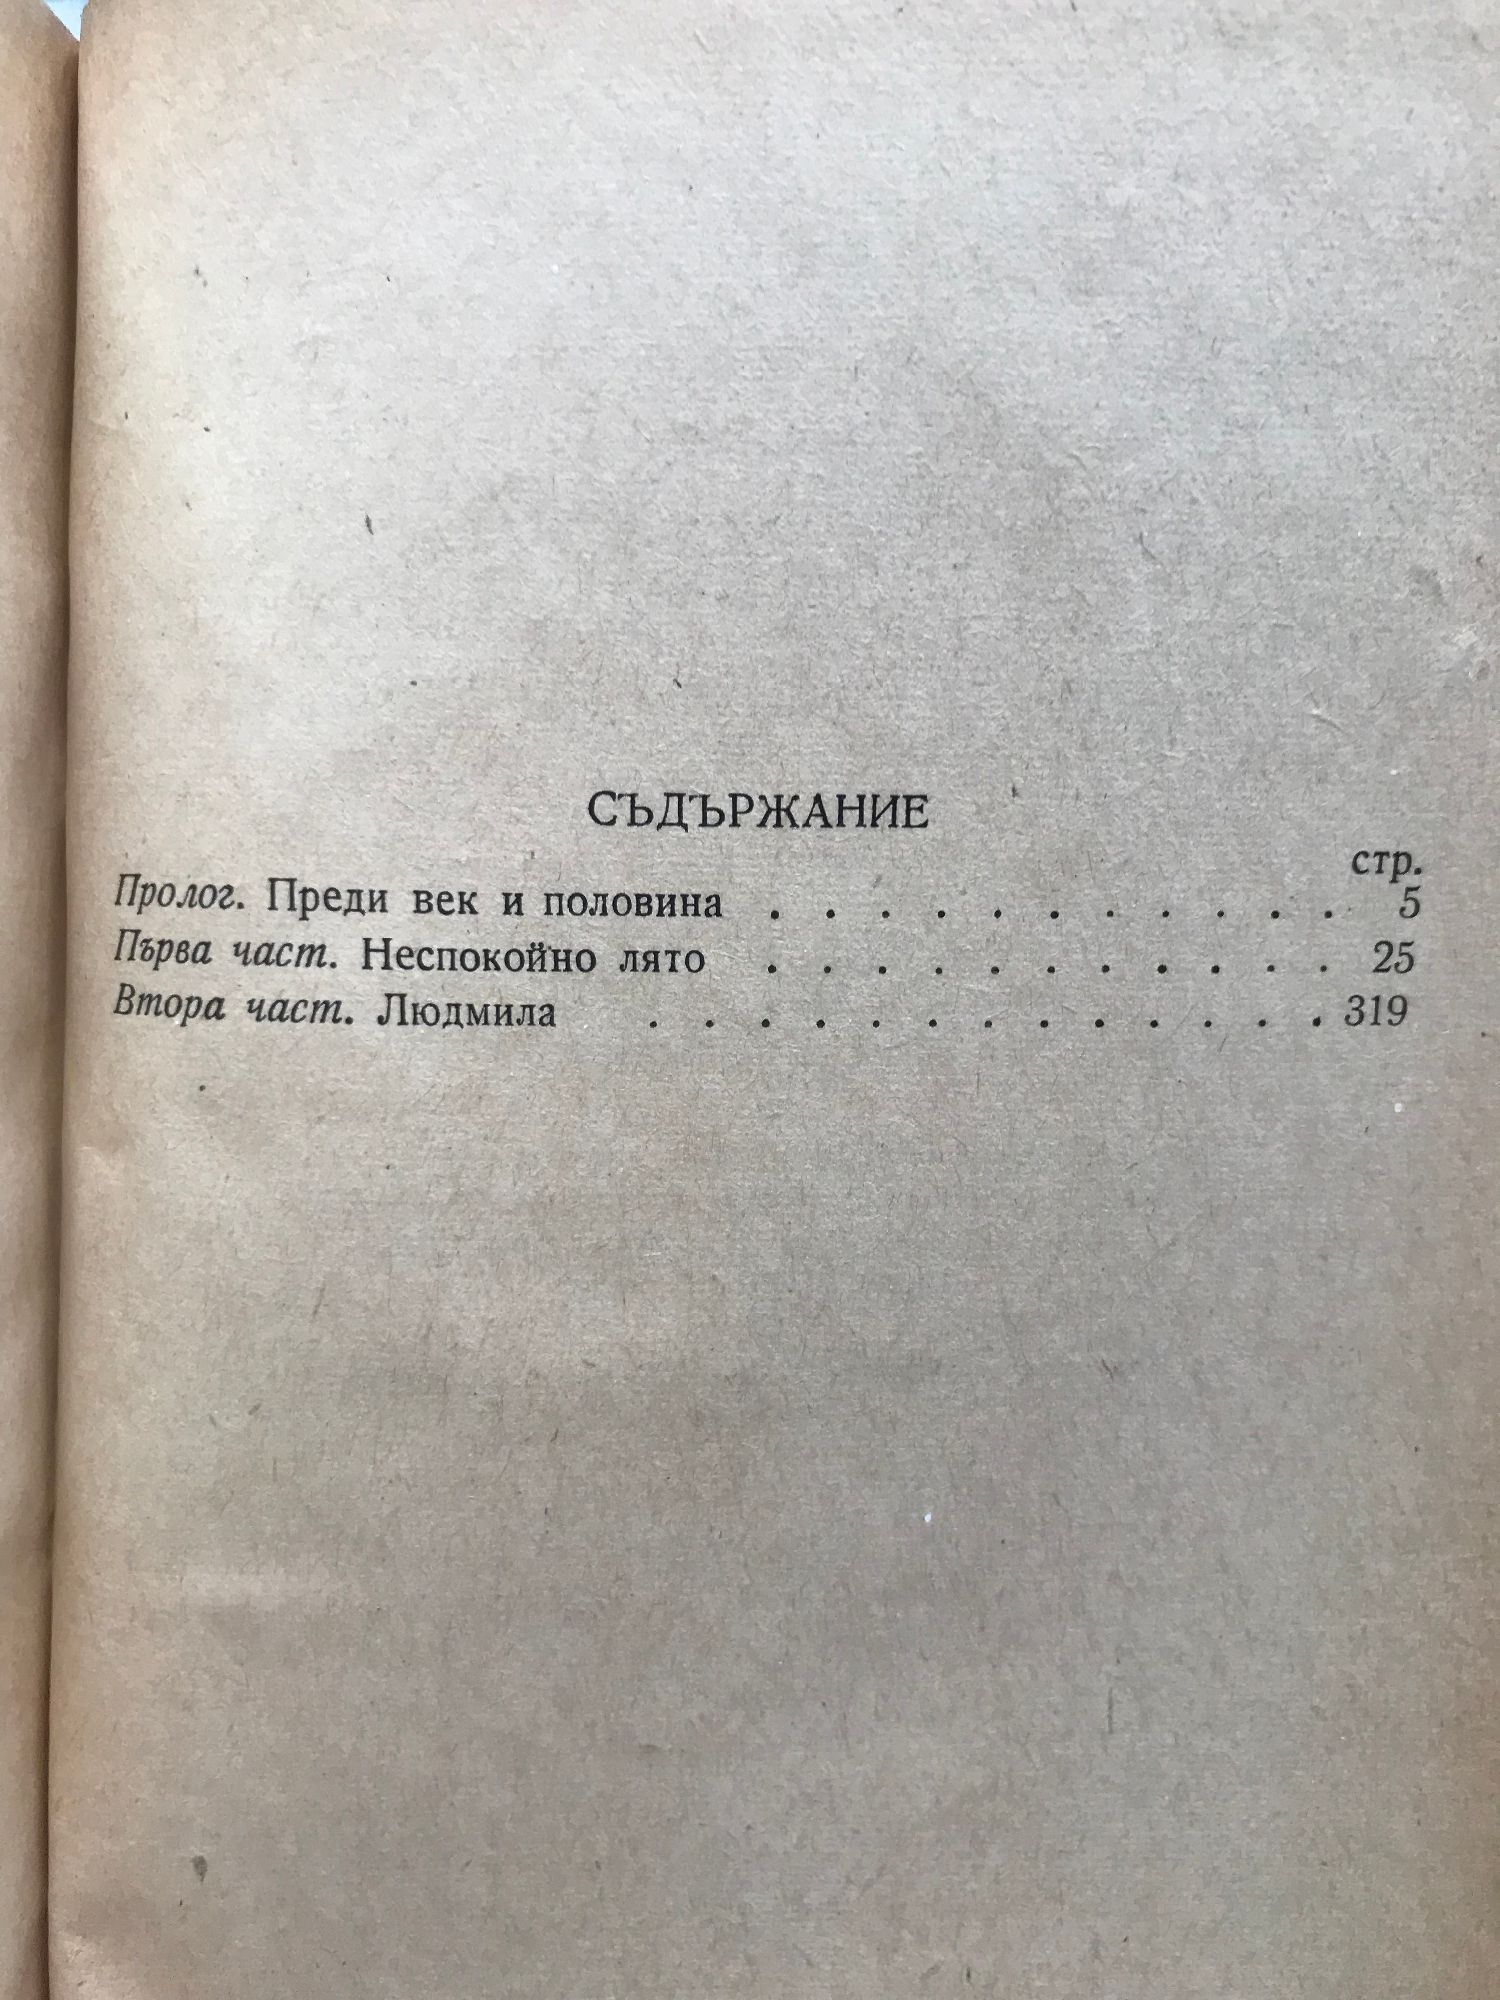 СЪДЪРЖАНИЕ
стр.
Пролог. Преди век и половина . . . . . . . . . . . 5
Първа част. Неспокойно лято . . . . . . . . . . . 25
Втора част. Людмила . . . . . . . . . . . . . 319